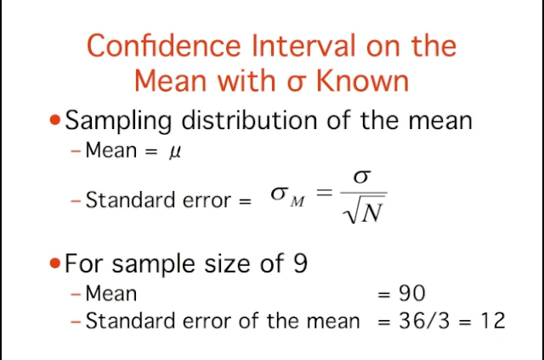 Confidence Interval on the
Mean with σ Known
•Sampling distribution of the mean
–Mean = μ
–Standard error = σ_M = σ/√N
•For sample size of 9
–Mean = 90
–Standard error of the mean = 36/3 = 12